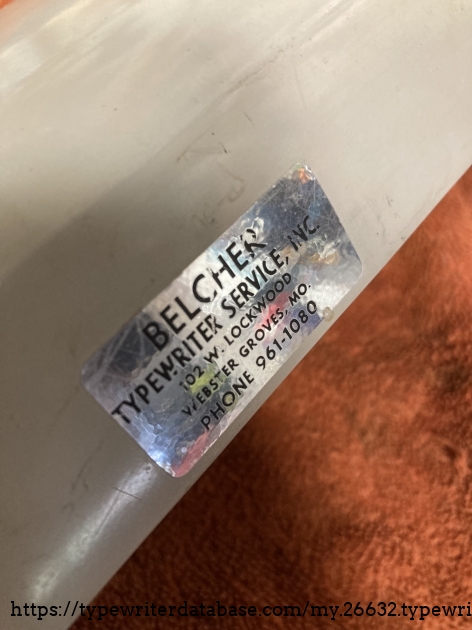 BELCHER
TYPEWRITER SERVICE, INC.
102 W. LOCKWOOD
WEBSTER GROVES, MO.
PHONE 961-1080
https://typewriterdatabase.com/my.26632.typewri